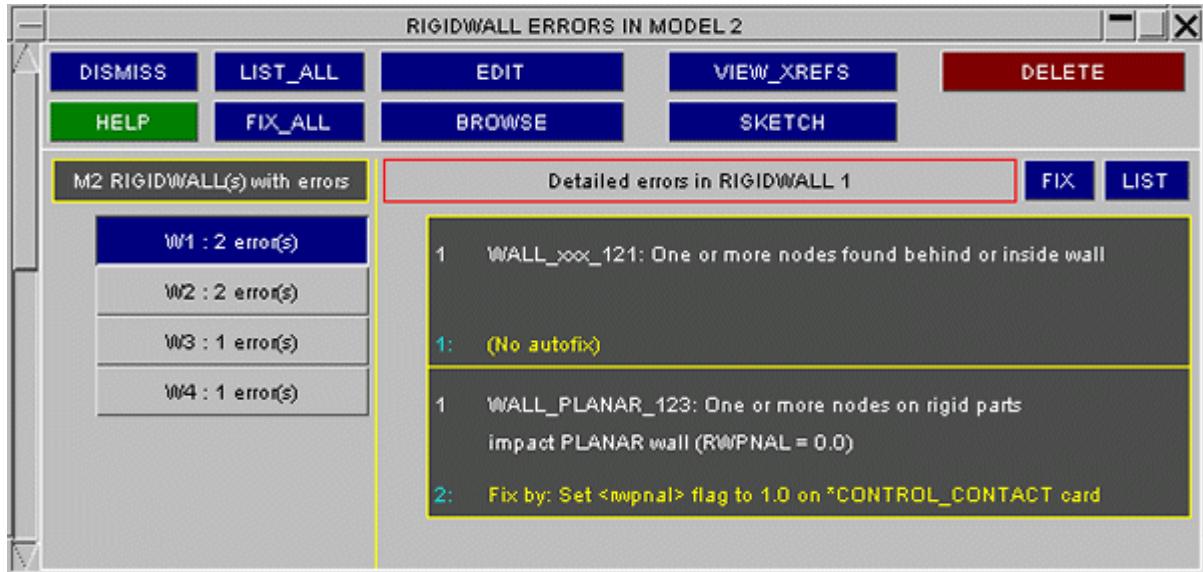 RIGIDWALL ERRORS IN MODEL 2
DISMISS LIST_ALL EDIT VIEW_XREFS DELETE
HELP FIX_ALL BROWSE SKETCH
M2 RIGIDWALL(s) with errors
Detailed errors in RIGIDWALL 1
FIX LIST
W1 : 2 error(s)
W2 : 2 error(s)
W3 : 1 error(s)
W4 : 1 error(s)
1 WALL_xxx_121: One or more nodes found behind or inside wall
1: (No autofix)
1 WALL_PLANAR_123: One or more nodes on rigid parts
impact PLANAR wall (RWPNAL = 0.0)
2: Fix by: Set <rwpnal> flag to 1.0 on *CONTROL_CONTACT card